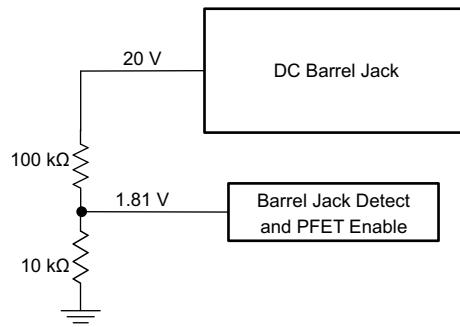 20 V
DC Barrel Jack
100 kΩ
1.81 V
Barrel Jack Detect
and PFET Enable
10 kΩ